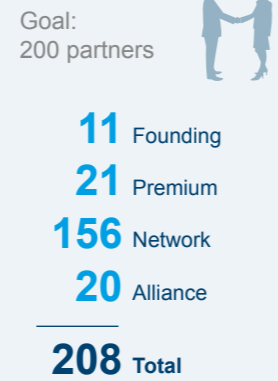 Goal:
200 partners
11 Founding
21 Premium
156 Network
20 Alliance
208 Total